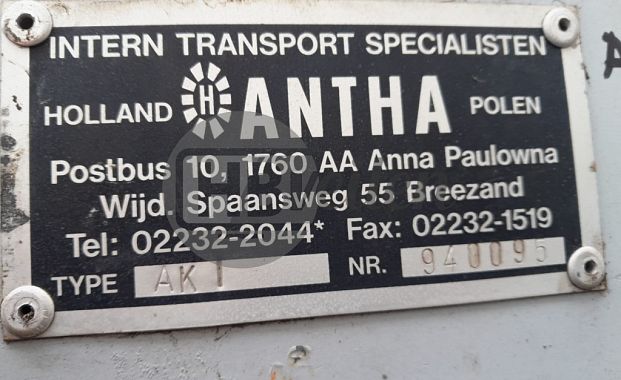 INTERN TRANSPORT SPECIALISTEN
HOLLAND H ANTHA POLEN
Postbus 10, 1760 AA Anna Paulowna
Wijd. Spaansweg 55 Breezand
Tel: 02232-2044* Fax: 02232-1519
TYPE AK1 NR. 940095